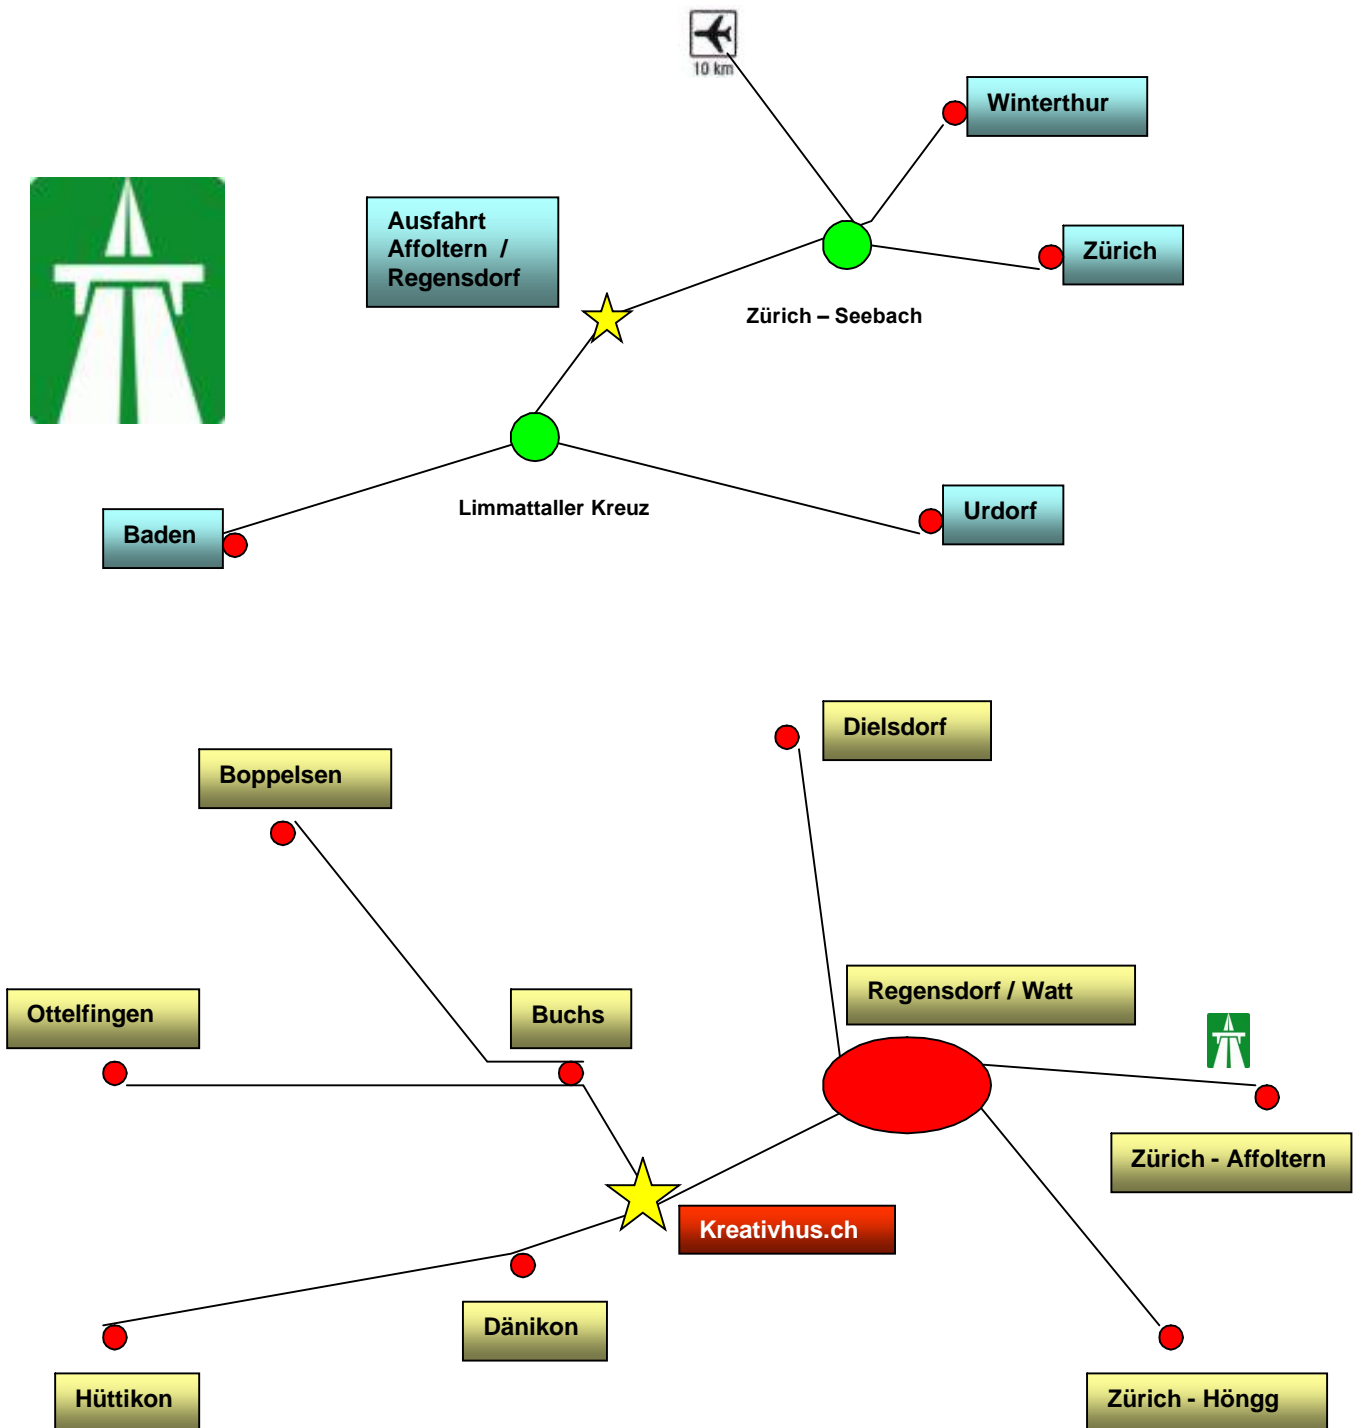 10 km
Winterthur
Ausfahrt
Affoltern /
Regensdorf
Zürich
Zürich – Seebach
Limmattaller Kreuz
Urdorf
Baden
Dielsdorf
Boppelsen
Regensdorf / Watt
Ottelfingen
Buchs
Zürich - Affoltern
Kreativhus.ch
Dänikon
Hüttikon
Zürich - Höngg